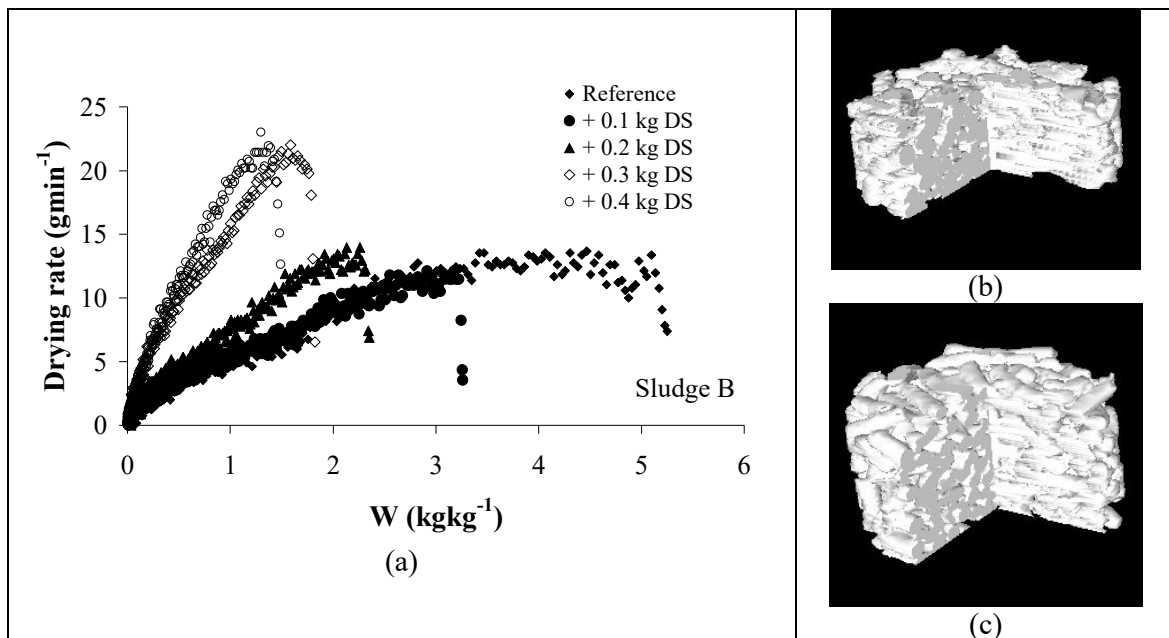 Reference
+ 0.1 kg DS
+ 0.2 kg DS
+ 0.3 kg DS
+ 0.4 kg DS
25
20
15
10
5
0
Drying rate (gmin⁻¹)
Sludge B
0 1 2 3 4 5 6
W (kgkg⁻¹)
(a)
(b)
(c)